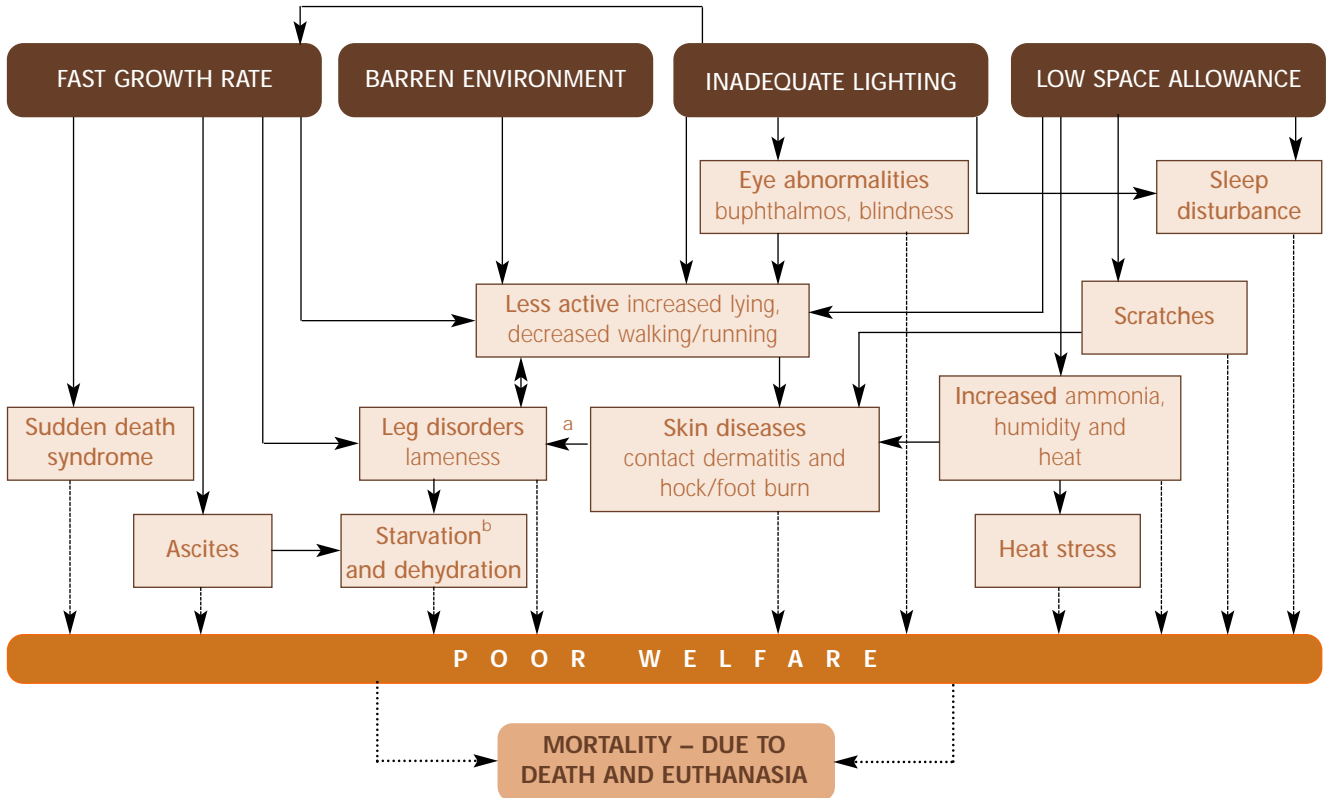 FAST GROWTH RATE
BARREN ENVIRONMENT
INADEQUATE LIGHTING
LOW SPACE ALLOWANCE
Eye abnormalities
buphthalmos, blindness
Sleep
disturbance
Less active increased lying,
decreased walking/running
Scratches
Sudden death
syndrome
Leg disorders
lameness
a
Skin diseases
contact dermatitis and
hock/foot burn
Increased ammonia,
humidity and
heat
Ascites
Starvation b
and dehydration
Heat stress
POOR WELFARE
MORTALITY – DUE TO
DEATH AND EUTHANASIA